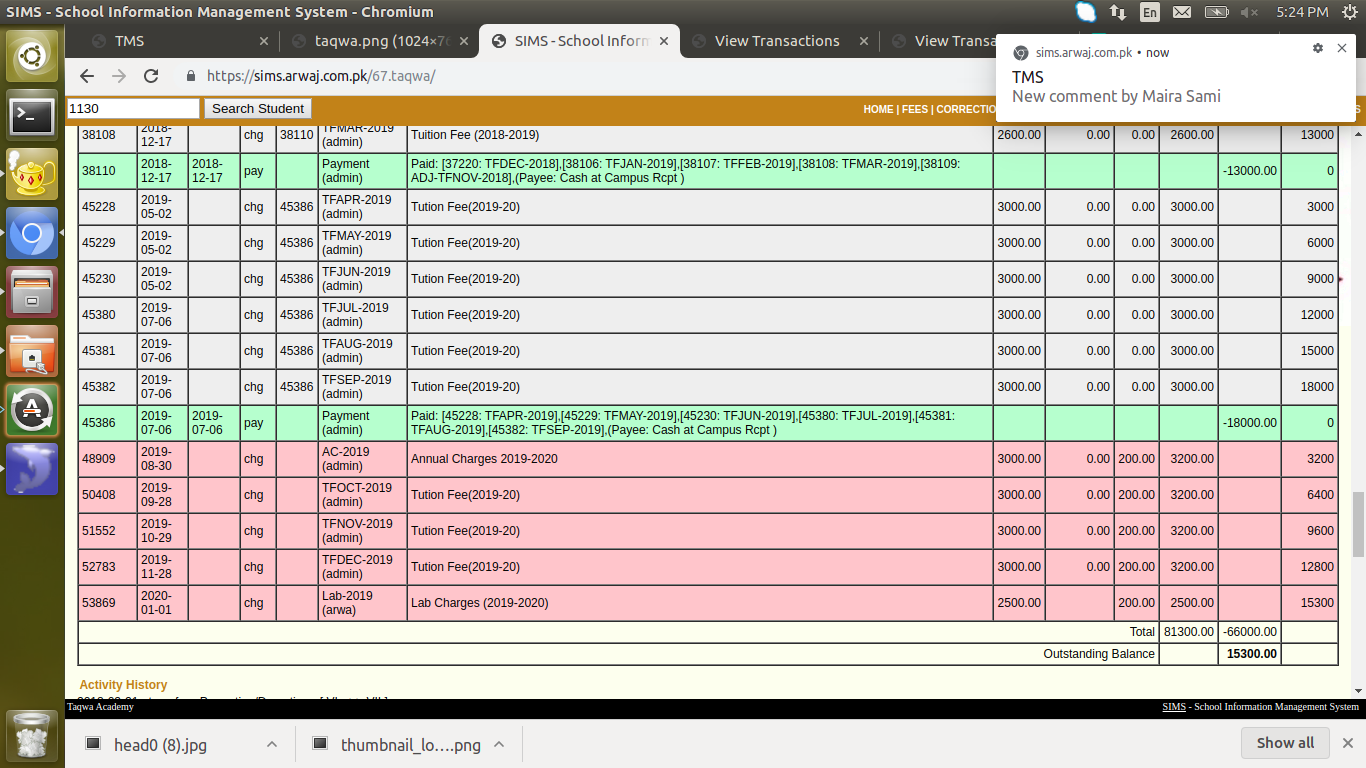 SIMS - School Information Management System - Chromium
En
5:24 PM
TMS
taqwa.png (1024×76
SIMS - School Inform
View Transactions
View Transa
https://sims.arwaj.com.pk/67.taqwa/
sims.arwaj.com.pk • now
TMS
New comment by Maira Sami
1130 Search Student
HOME | FEES | CORRECTIO
S
38108 2018-12-17 chg 38110 TFMAR-2019 (admin) Tuition Fee (2018-2019) 2600.00 0.00 0.00 2600.00 13000
38110 2018-12-17 2018-12-17 pay Payment (admin) Paid: [37220: TFDEC-2018],[38106: TFJAN-2019],[38107: TFFEB-2019],[38108: TFMAR-2019],[38109: ADJ-TFNOV-2018],(Payee: Cash at Campus Rcpt ) -13000.00 0
45228 2019-05-02 chg 45386 TFAPR-2019 (admin) Tution Fee(2019-20) 3000.00 0.00 0.00 3000.00 3000
45229 2019-05-02 chg 45386 TFMAY-2019 (admin) Tution Fee(2019-20) 3000.00 0.00 0.00 3000.00 6000
45230 2019-05-02 chg 45386 TFJUN-2019 (admin) Tution Fee(2019-20) 3000.00 0.00 0.00 3000.00 9000
45380 2019-07-06 chg 45386 TFJUL-2019 (admin) Tution Fee(2019-20) 3000.00 0.00 0.00 3000.00 12000
45381 2019-07-06 chg 45386 TFAUG-2019 (admin) Tution Fee(2019-20) 3000.00 0.00 0.00 3000.00 15000
45382 2019-07-06 chg 45386 TFSEP-2019 (admin) Tution Fee(2019-20) 3000.00 0.00 0.00 3000.00 18000
45386 2019-07-06 2019-07-06 pay Payment (admin) Paid: [45228: TFAPR-2019],[45229: TFMAY-2019],[45230: TFJUN-2019],[45380: TFJUL-2019],[45381: TFAUG-2019],[45382: TFSEP-2019],(Payee: Cash at Campus Rcpt ) -18000.00 0
48909 2019-08-30 chg AC-2019 (admin) Annual Charges 2019-2020 3000.00 0.00 200.00 3200.00 3200
50408 2019-09-28 chg TFOCT-2019 (admin) Tution Fee(2019-20) 3000.00 0.00 200.00 3200.00 6400
51552 2019-10-29 chg TFNOV-2019 (admin) Tution Fee(2019-20) 3000.00 0.00 200.00 3200.00 9600
52783 2019-11-28 chg TFDEC-2019 (admin) Tution Fee(2019-20) 3000.00 0.00 200.00 3200.00 12800
53869 2020-01-01 chg Lab-2019 (arwa) Lab Charges (2019-2020) 2500.00 200.00 2500.00 15300
Total 81300.00 -66000.00
Outstanding Balance 15300.00
Activity History
Taqwa Academy
SIMS - School Information Management System
head0 (8).jpg
thumbnail_lo....png
Show all